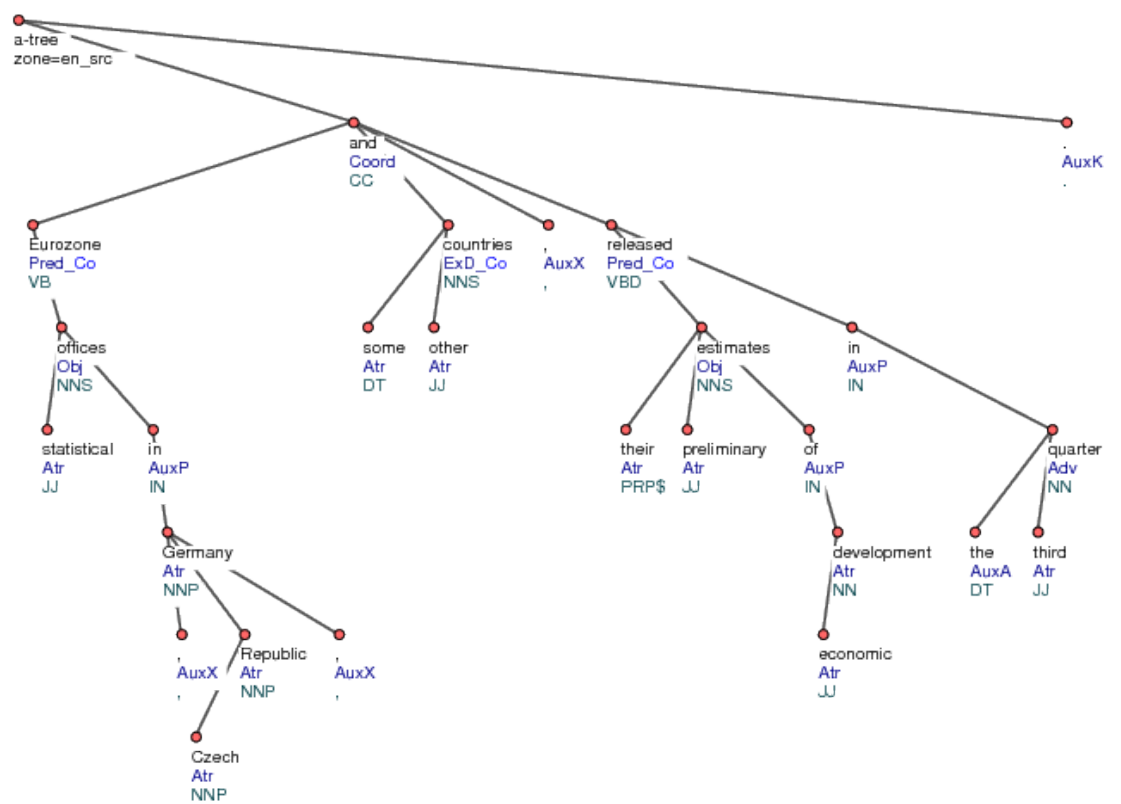 a-tree
zone=en_src
and
Coord
CC
.
AuxK
.
Eurozone
Pred_Co
VB
countries
ExD_Co
NNS
,
AuxX
,
released
Pred_Co
VBD
offices
Obj
NNS
some
Atr
DT
other
Atr
JJ
estimates
Obj
NNS
in
AuxP
IN
statistical
Atr
JJ
in
AuxP
IN
their
Atr
PRP$
preliminary
Atr
JJ
of
AuxP
IN
quarter
Adv
NN
Germany
Atr
NNP
development
Atr
NN
the
AuxA
DT
third
Atr
JJ
,
AuxX
,
Republic
Atr
NNP
,
AuxX
,
economic
Atr
JJ
Czech
Atr
NNP